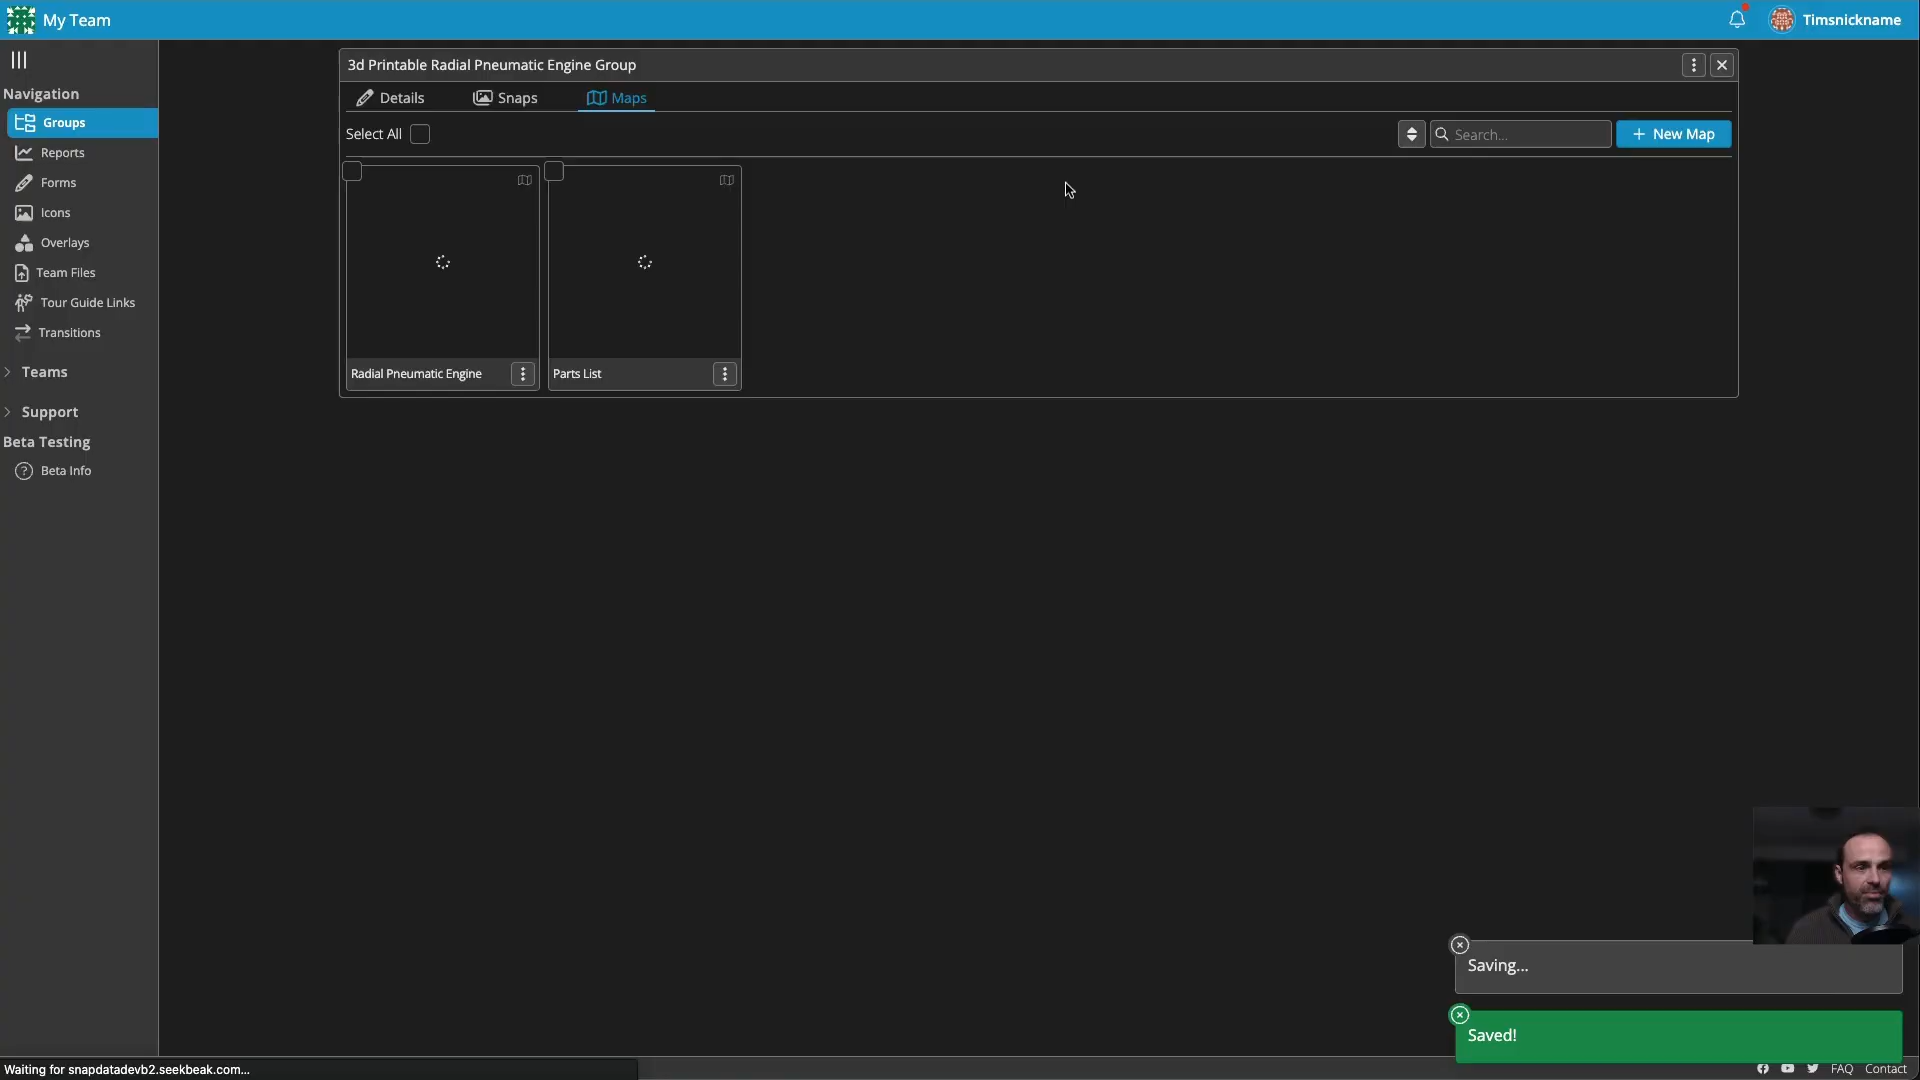 My Team
Timsnickname
Navigation
Groups
Reports
Forms
Icons
Overlays
Team Files
Tour Guide Links
Transitions
Teams
Support
Beta Testing
Beta Info
3d Printable Radial Pneumatic Engine Group
Details
Snaps
Maps
Select All
Search...
+ New Map
Radial Pneumatic Engine
Parts List
Saving...
Saved!
Waiting for snapdatadevb2.seekbeak.com...
FAQ
Contact